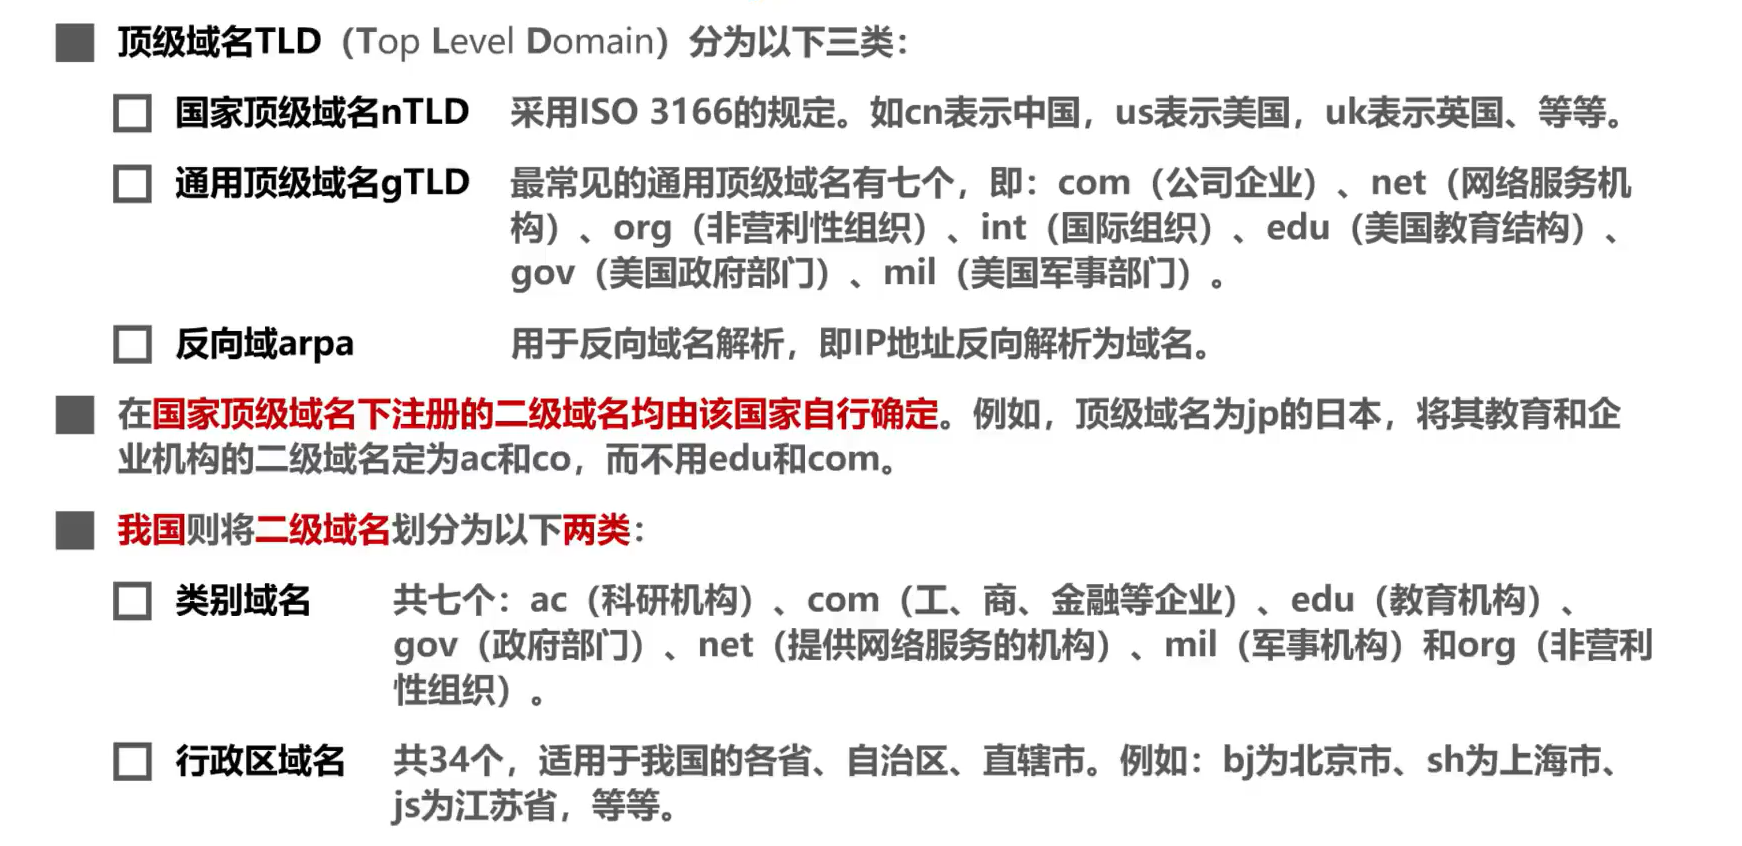 顶级域名TLD（Top Level Domain）分为以下三类：
国家顶级域名nTLD 采用ISO 3166的规定。如cn表示中国，us表示美国，uk表示英国、等等。
通用顶级域名gTLD 最常见的通用顶级域名有七个，即：com（公司企业）、net（网络服务机
构）、org（非营利性组织）、int（国际组织）、edu（美国教育结构）、
gov（美国政府部门）、mil（美国军事部门）。
反向域arpa 用于反向域名解析，即IP地址反向解析为域名。
在国家顶级域名下注册的二级域名均由该国家自行确定。例如，顶级域名为jp的日本，将其教育和企
业机构的二级域名定为ac和co，而不用edu和com。
我国则将二级域名划分为以下两类：
类别域名 共七个：ac（科研机构）、com（工、商、金融等企业）、edu（教育机构）、
gov（政府部门）、net（提供网络服务的机构）、mil（军事机构）和org（非营利
性组织）。
行政区域名 共34个，适用于我国的各省、自治区、直辖市。例如：bj为北京市、sh为上海市、
js为江苏省，等等。